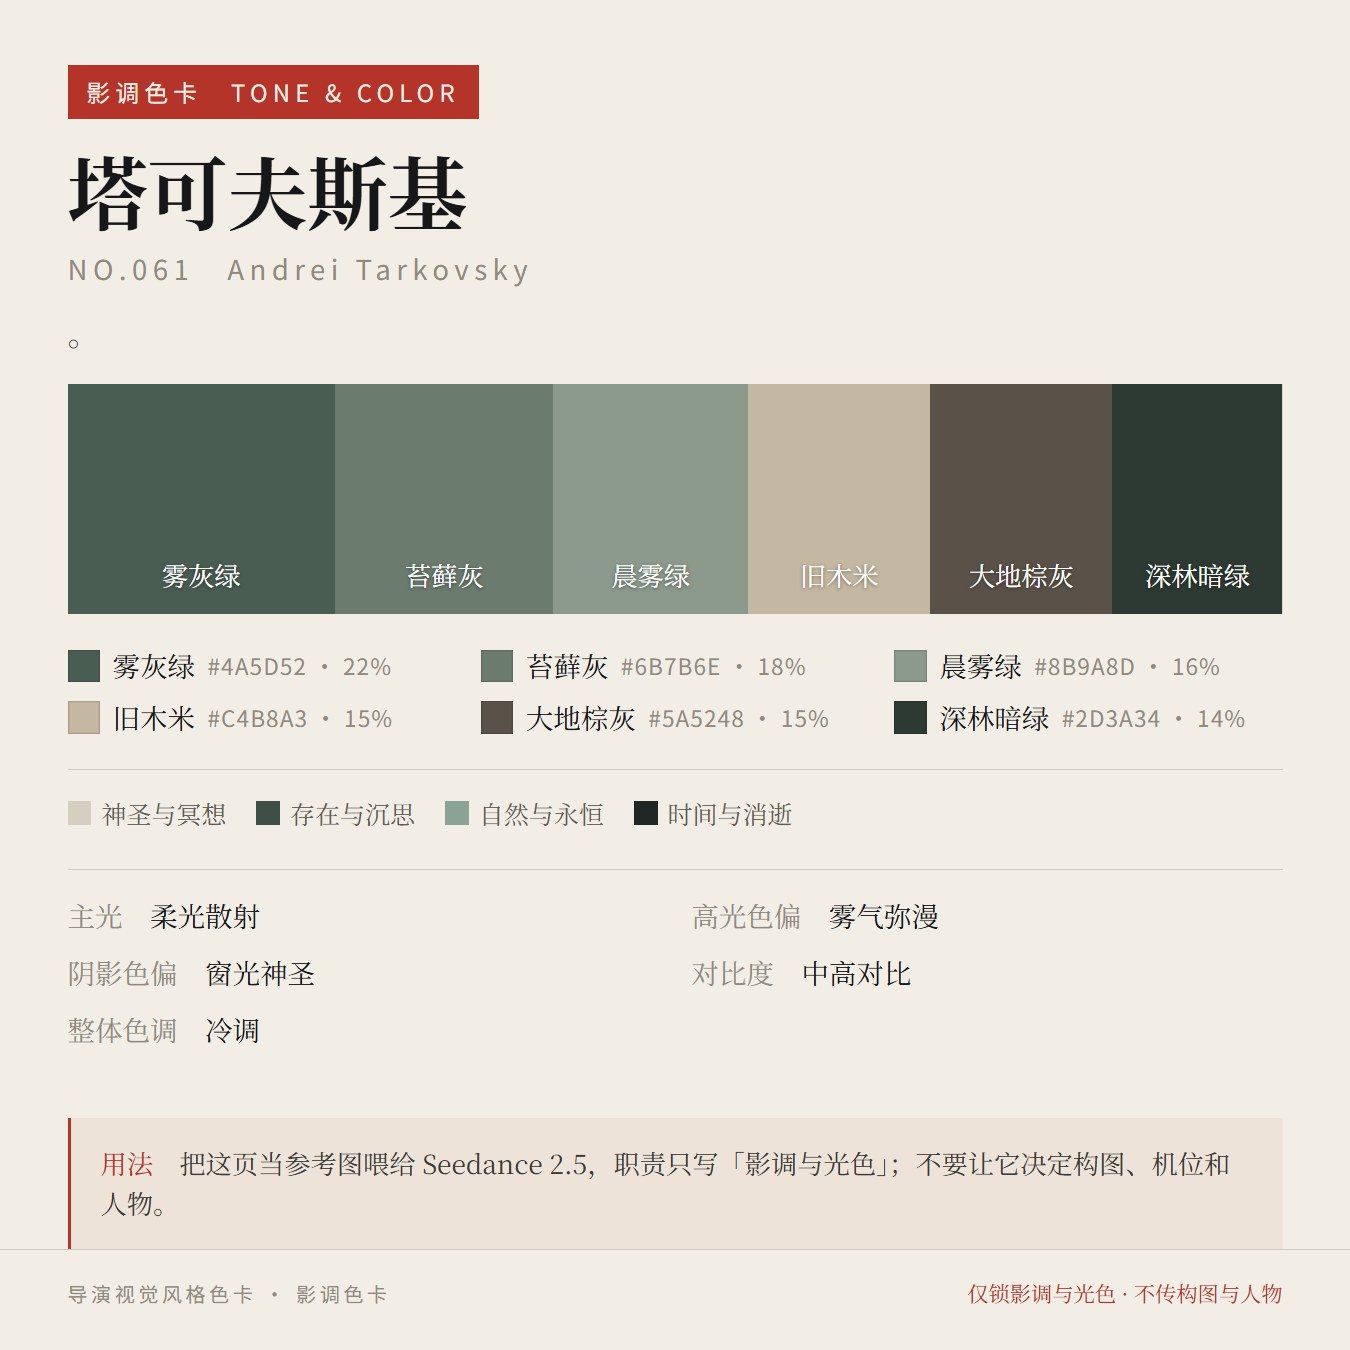 影调色卡 TONE & COLOR
塔可夫斯基
NO.061 Andrei Tarkovsky
。
雾灰绿 苔藓灰 晨雾绿 旧木米 大地棕灰 深林暗绿
雾灰绿 #4A5D52 · 22% 苔藓灰 #6B7B6E · 18% 晨雾绿 #8B9A8D · 16%
旧木米 #C4B8A3 · 15% 大地棕灰 #5A5248 · 15% 深林暗绿 #2D3A34 · 14%
神圣与冥想 存在与沉思 自然与永恒 时间与消逝
主光 柔光散射 高光色偏 雾气弥漫
阴影色偏 窗光神圣 对比度 中高对比
整体色调 冷调
用法 把这页当参考图喂给 Seedance 2.5，职责只写「影调与光色」；不要让它决定构图、机位和
人物。
导演视觉风格色卡 · 影调色卡 仅锁影调与光色 · 不传构图与人物